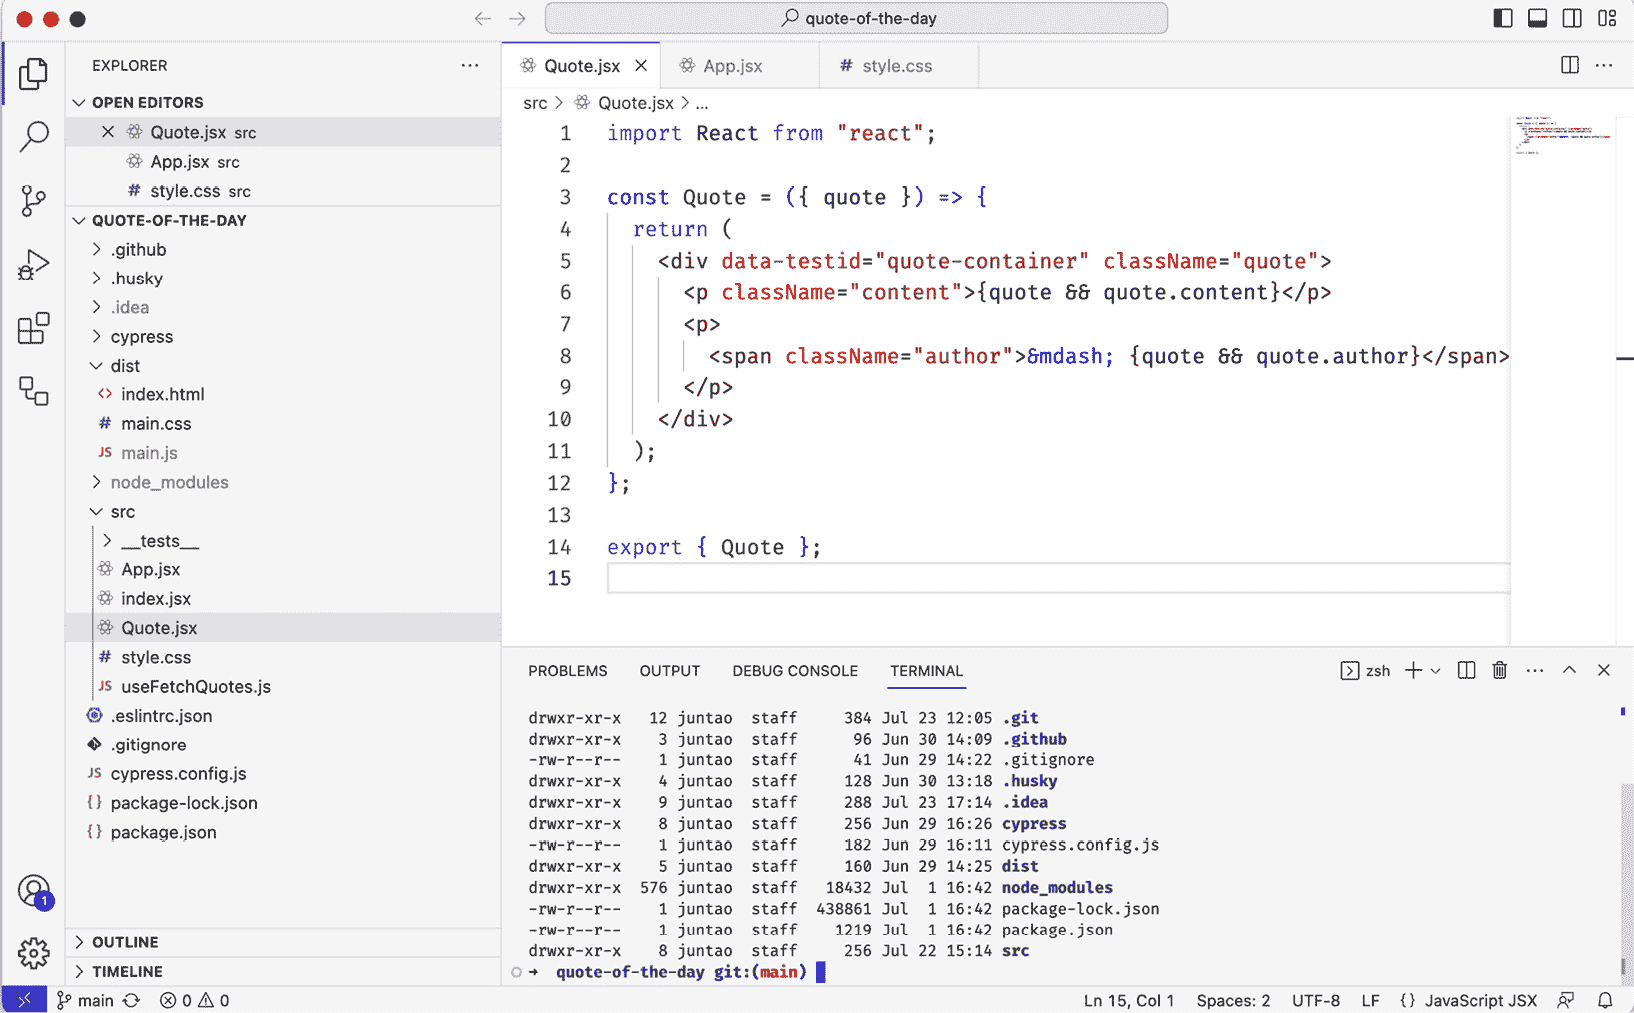 quote-of-the-day
EXPLORER
OPEN EDITORS
Quote.jsx src
App.jsx src
# style.css src
QUOTE-OF-THE-DAY
.github
.husky
.idea
cypress
dist
<> index.html
# main.css
JS main.js
node_modules
src
__tests__
App.jsx
index.jsx
Quote.jsx
# style.css
JS useFetchQuotes.js
.eslintrc.json
.gitignore
JS cypress.config.js
{} package-lock.json
{} package.json
OUTLINE
TIMELINE
1
Quote.jsx App.jsx # style.css
src > Quote.jsx > ...
1 import React from "react";
2
3 const Quote = ({ quote }) => {
4 return (
5 <div data-testid="quote-container" className="quote">
6 <p className="content">{quote && quote.content}</p>
7 <p>
8 <span className="author">&mdash; {quote && quote.author}</span>
9 </p>
10 </div>
11 );
12 };
13
14 export { Quote };
15
PROBLEMS OUTPUT DEBUG CONSOLE TERMINAL zsh
drwxr-xr-x 12 juntao staff 384 Jul 23 12:05 .git
drwxr-xr-x 3 juntao staff 96 Jun 30 14:09 .github
-rw-r--r-- 1 juntao staff 41 Jun 29 14:22 .gitignore
drwxr-xr-x 4 juntao staff 128 Jun 30 13:18 .husky
drwxr-xr-x 9 juntao staff 288 Jul 23 17:14 .idea
drwxr-xr-x 8 juntao staff 256 Jun 29 16:26 cypress
-rw-r--r-- 1 juntao staff 182 Jun 29 16:11 cypress.config.js
drwxr-xr-x 5 juntao staff 160 Jun 29 14:25 dist
drwxr-xr-x 576 juntao staff 18432 Jul 1 16:42 node_modules
-rw-r--r-- 1 juntao staff 438861 Jul 1 16:42 package-lock.json
-rw-r--r-- 1 juntao staff 1219 Jul 1 16:42 package.json
drwxr-xr-x 8 juntao staff 256 Jul 22 15:14 src
→ quote-of-the-day git:(main)
main 0 0 Ln 15, Col 1 Spaces: 2 UTF-8 LF {} JavaScript JSX